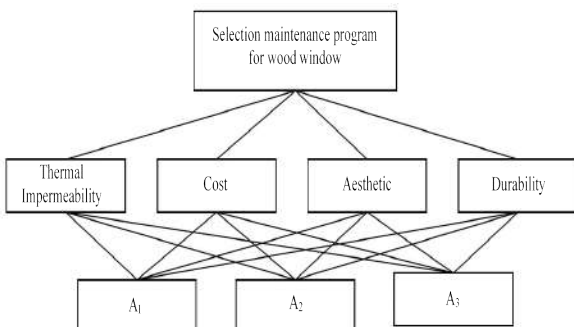 Selection maintenance program
for wood window
Thermal
Impermeability
Cost
Aesthetic
Durability
A₁
A₂
A₃